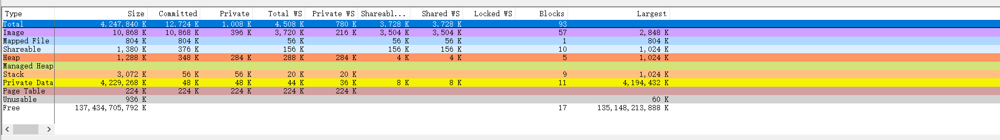 Type Size Committed Private Total WS Private WS Shareabl... Shared WS Locked WS Blocks Largest
Total 4,247,840 K 12,724 K 1,008 K 4,508 K 780 K 3,728 K 3,728 K 93
Image 10,868 K 10,868 K 396 K 3,720 K 216 K 3,504 K 3,504 K 57 2,848 K
Mapped File 804 K 804 K 56 K 56 K 56 K 1 804 K
Shareable 1,380 K 376 K 156 K 156 K 156 K 10 1,024 K
Heap 1,288 K 348 K 284 K 288 K 284 K 4 K 4 K 5 1,024 K
Managed Heap
Stack 3,072 K 56 K 56 K 20 K 20 K 9 1,024 K
Private Data 4,229,268 K 48 K 48 K 44 K 36 K 8 K 8 K 11 4,194,432 K
Page Table 224 K 224 K 224 K 224 K 224 K
Unusable 936 K 60 K
Free 137,434,705,792 K 17 135,148,213,888 K